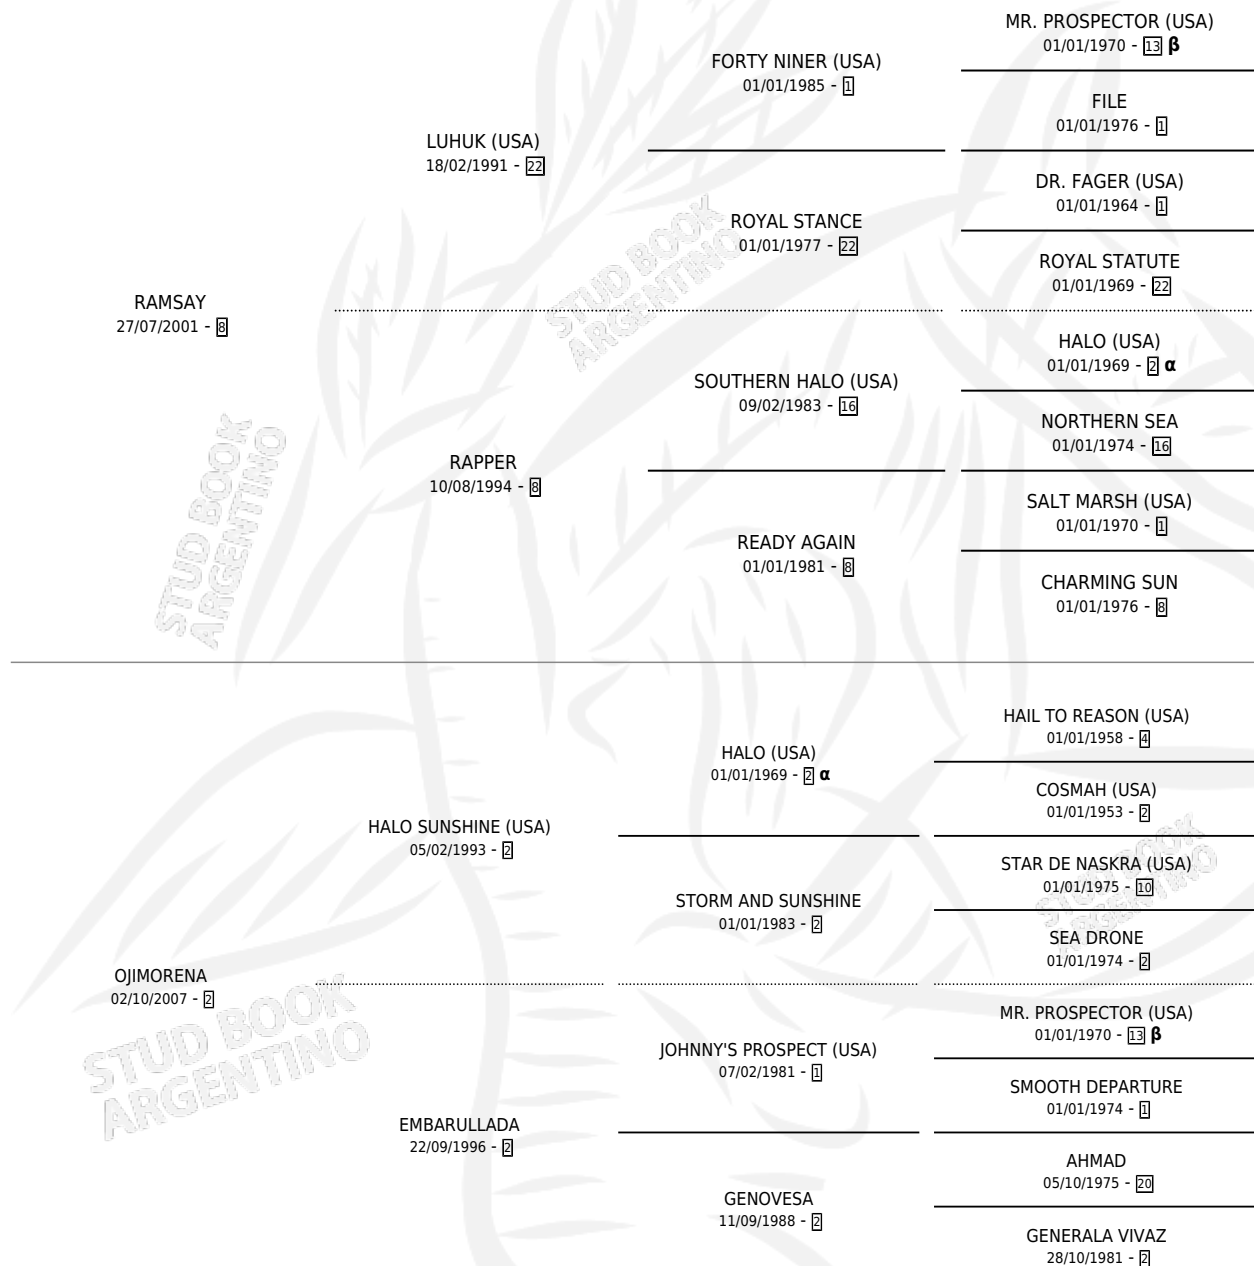 MR. PROSPECTOR (USA)
01/01/1970 - 13 β
FORTY NINER (USA)
01/01/1985 - 1
FILE
01/01/1976 - 1
LUHUK (USA)
18/02/1991 - 22
DR. FAGER (USA)
01/01/1964 - 1
ROYAL STANCE
01/01/1977 - 22
ROYAL STATUTE
01/01/1969 - 22
RAMSAY
27/07/2001 - 8
HALO (USA)
01/01/1969 - 2 α
SOUTHERN HALO (USA)
09/02/1983 - 16
NORTHERN SEA
01/01/1974 - 16
RAPPER
10/08/1994 - 8
SALT MARSH (USA)
01/01/1970 - 1
READY AGAIN
01/01/1981 - 8
CHARMING SUN
01/01/1976 - 8
HAIL TO REASON (USA)
01/01/1958 - 4
HALO (USA)
01/01/1969 - 2 α
COSMAH (USA)
01/01/1953 - 2
HALO SUNSHINE (USA)
05/02/1993 - 2
STAR DE NASKRA (USA)
01/01/1975 - 10
STORM AND SUNSHINE
01/01/1983 - 2
SEA DRONE
01/01/1974 - 2
OJIMORENA
02/10/2007 - 2
MR. PROSPECTOR (USA)
01/01/1970 - 13 β
JOHNNY'S PROSPECT (USA)
07/02/1981 - 1
SMOOTH DEPARTURE
01/01/1974 - 1
EMBARULLADA
22/09/1996 - 2
AHMAD
05/10/1975 - 20
GENOVESA
11/09/1988 - 2
GENERALA VIVAZ
28/10/1981 - 2
STUD BOOK
ARGENTINO
STUD BOOK
ARGENTINO
STUD BOOK
ARGENTINO
STUD BOOK
ARGENTINO